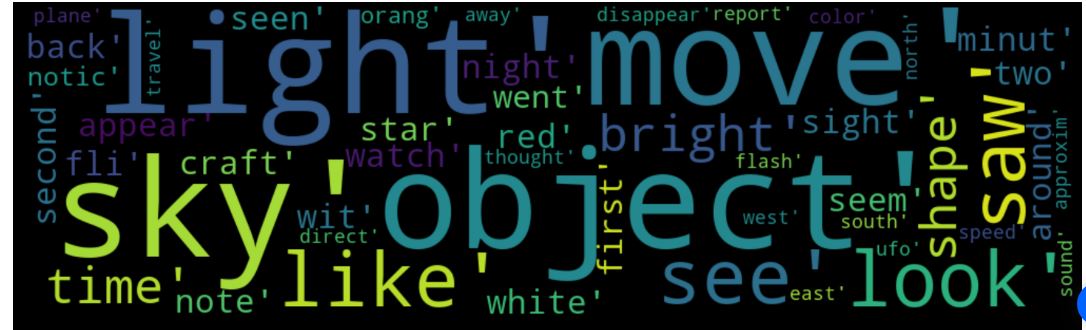 plane'
seen'
orang'
away'
disappear'
report'
color'
back'
travel'
light'
night'
move'
north'
minut'
notic'
went'
two'
second'
appear'
star'
red'
bright'
sight'
shape'
saw'
around'
approxim'
fli'
craft'
watch'
thought'
flash'
sky'
wit'
object'
first'
west'
seem'
south'
direct'
speed'
time'
note'
like'
white'
see'
east'
ufo'
look'
sound'